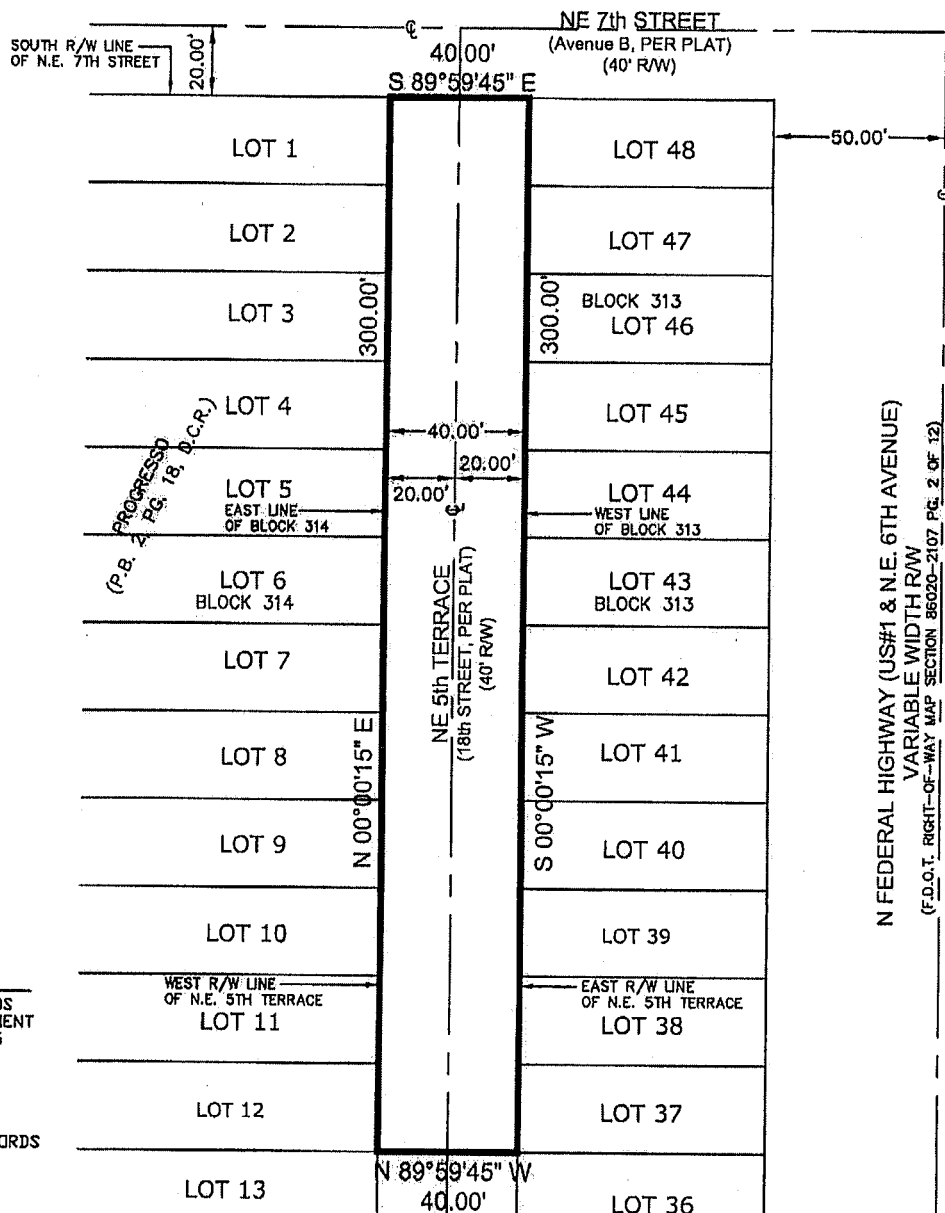 NE 7th STREET
(Avenue B, PER PLAT)
(40' R/W)
SOUTH R/W LINE
OF N.E. 7TH STREET
20.00'
℄
40.00'
S 89°59'45" E
50.00'
LOT 1
LOT 48
LOT 2
LOT 47
LOT 3
300.00'
300.00'
BLOCK 313
LOT 46
LOT 4
LOT 45
PROGRESSO
(P.B. 2, PG. 18, D.C.R.)
40.00'
20.00'
20.00'
℄
LOT 5
EAST LINE
OF BLOCK 314
LOT 44
WEST LINE
OF BLOCK 313
LOT 6
BLOCK 314
LOT 43
BLOCK 313
NE 5th TERRACE
(18th STREET, PER PLAT)
(40' R/W)
N FEDERAL HIGHWAY (US#1 & N.E. 6TH AVENUE)
VARIABLE WIDTH R/W
(F.D.O.T. RIGHT-OF-WAY MAP SECTION 86020-2107 PG. 2 OF 12)
LOT 7
LOT 42
LOT 8
N 00°00'15" E
S 00°00'15" W
LOT 41
LOT 9
LOT 40
LOT 10
LOT 39
WEST R/W LINE
OF N.E. 5TH TERRACE
EAST R/W LINE
OF N.E. 5TH TERRACE
LOT 11
LOT 38
LOT 12
LOT 37
N 89°59'45" W
40.00'
LOT 13
LOT 36